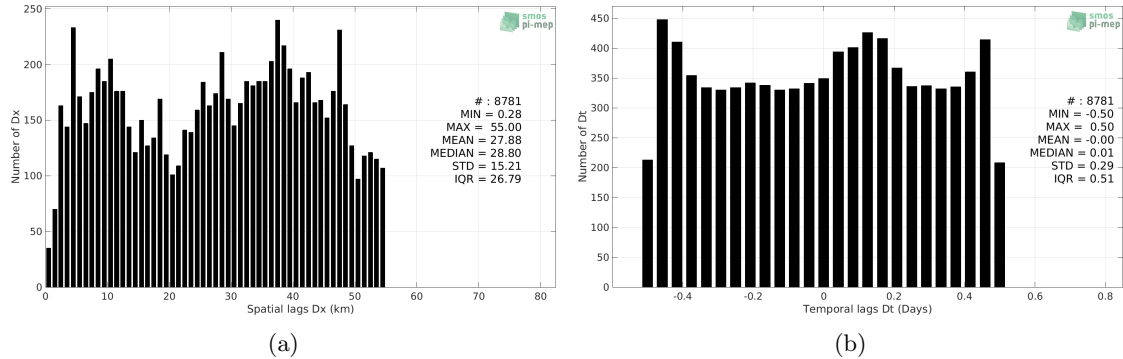 250
200
150
100
50
0
Number of Dx
0 10 20 30 40 50 60 70 80
Spatial lags Dx (km)
smos
pi-mep
# : 8781
MIN = 0.28
MAX = 55.00
MEAN = 27.88
MEDIAN = 28.80
STD = 15.21
IQR = 26.79
(a)
450
400
350
300
250
200
150
100
50
0
Number of Dt
-0.4 -0.2 0 0.2 0.4 0.6 0.8
Temporal lags Dt (Days)
smos
pi-mep
# : 8781
MIN = -0.50
MAX = 0.50
MEAN = -0.00
MEDIAN = 0.01
STD = 0.29
IQR = 0.51
(b)